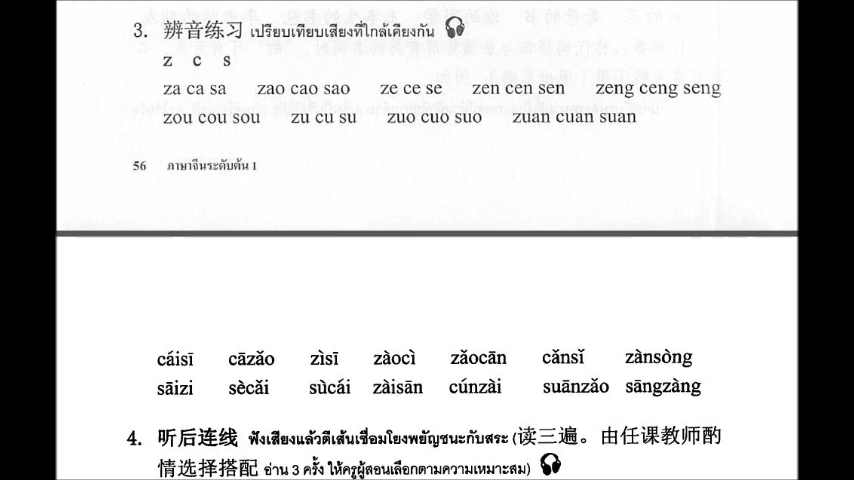 3. 辨音练习 เปรียบเทียบเสียงที่ใกล้เคียงกัน
z c s
za ca sa zao cao sao ze ce se zen cen sen zeng ceng seng
zou cou sou zu cu su zuo cuo suo zuan cuan suan
56 ภาษาจีนระดับต้น 1
cáisī cāzǎo zìsī zàocì zǎocān cǎnsǐ zànsòng
sāizi sècǎi sùcái zàisān cúnzài suānzǎo sāngzàng
4. 听后连线 ฟังเสียงแล้วตีเส้นเชื่อมโยงพยัญชนะกับสระ (读三遍。由任课教师酌
情选择搭配 อ่าน 3 ครั้ง ให้ครูผู้สอนเลือกตามความเหมาะสม)